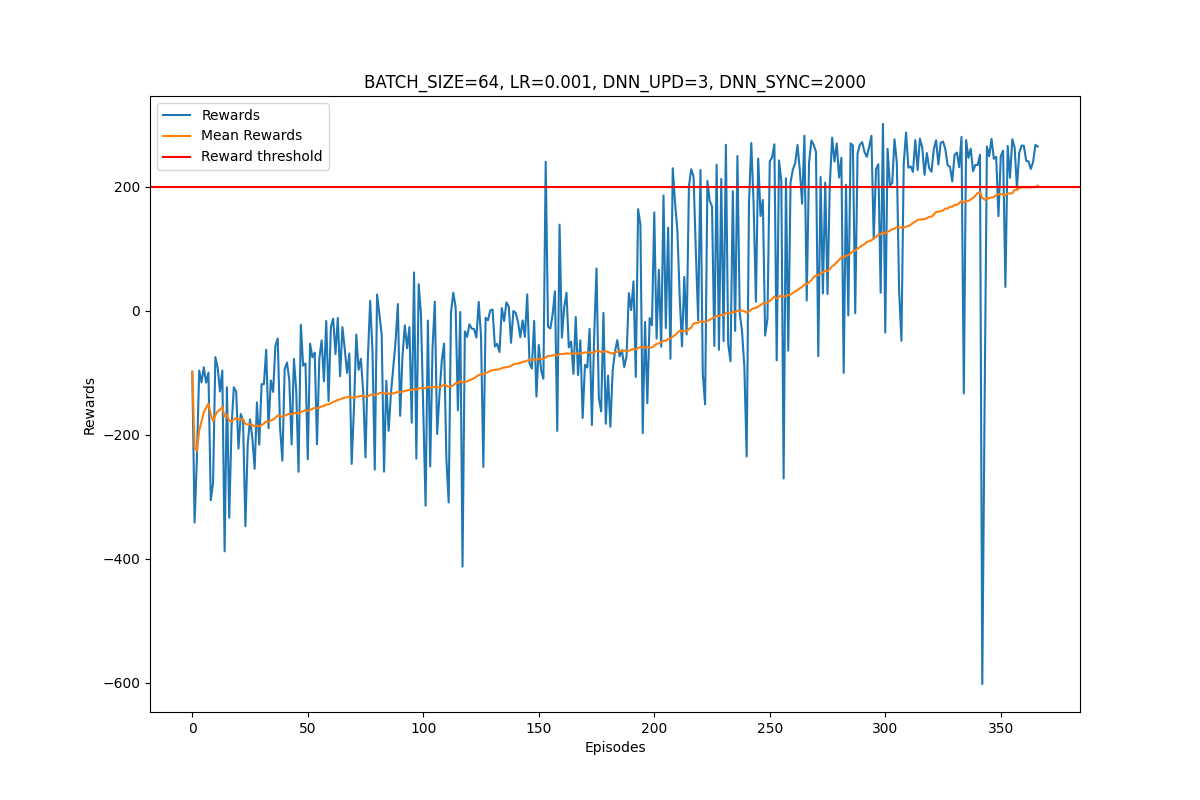 BATCH_SIZE=64, LR=0.001, DNN_UPD=3, DNN_SYNC=2000
Rewards
Mean Rewards
Reward threshold
200
0
−200
−400
−600
Rewards
0 50 100 150 200 250 300 350
Episodes